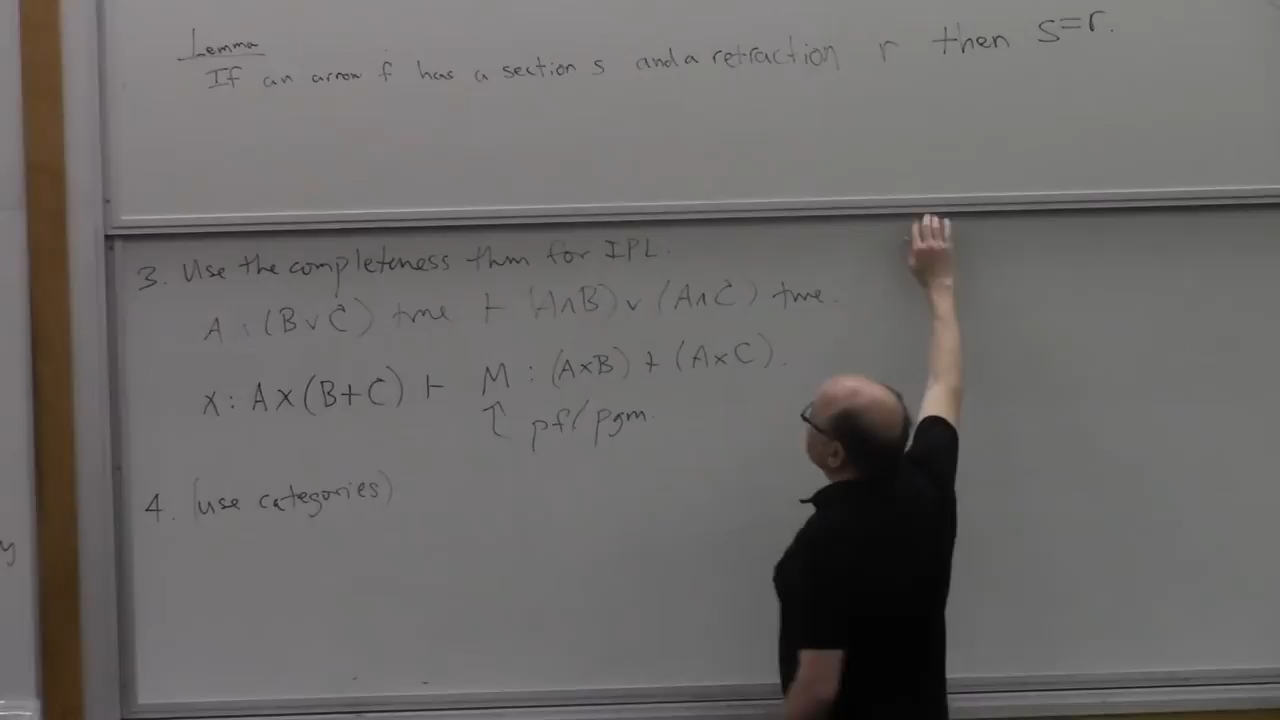 Lemma
If an arrow f has a section s and a retraction r then s=r.
3. Use the completeness thm for IPL.
A : (B ∨ C) true ⊢ (A∧B) ∨ (A∧C) true.
x : A×(B+C) ⊢ M : (A×B) + (A×C).
↑ pf/pgm.
4. (use categories)
y